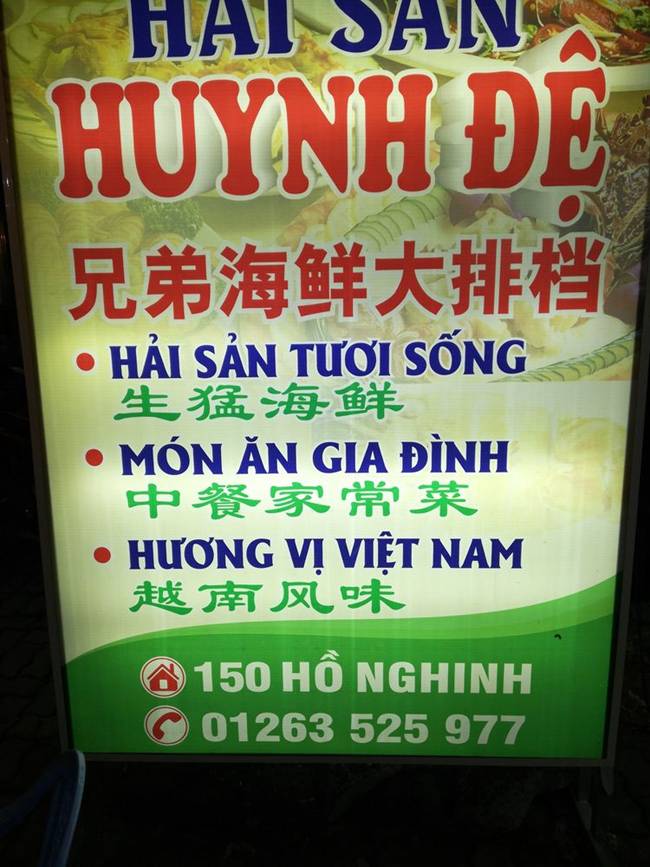 HẢI SẢN
HUYNH ĐỆ
兄弟海鲜大排档
• HẢI SẢN TƯƠI SỐNG
生猛海鲜
• MÓN ĂN GIA ĐÌNH
中餐家常菜
• HƯƠNG VỊ VIỆT NAM
越南风味
150 HỒ NGHINH
01263 525 977